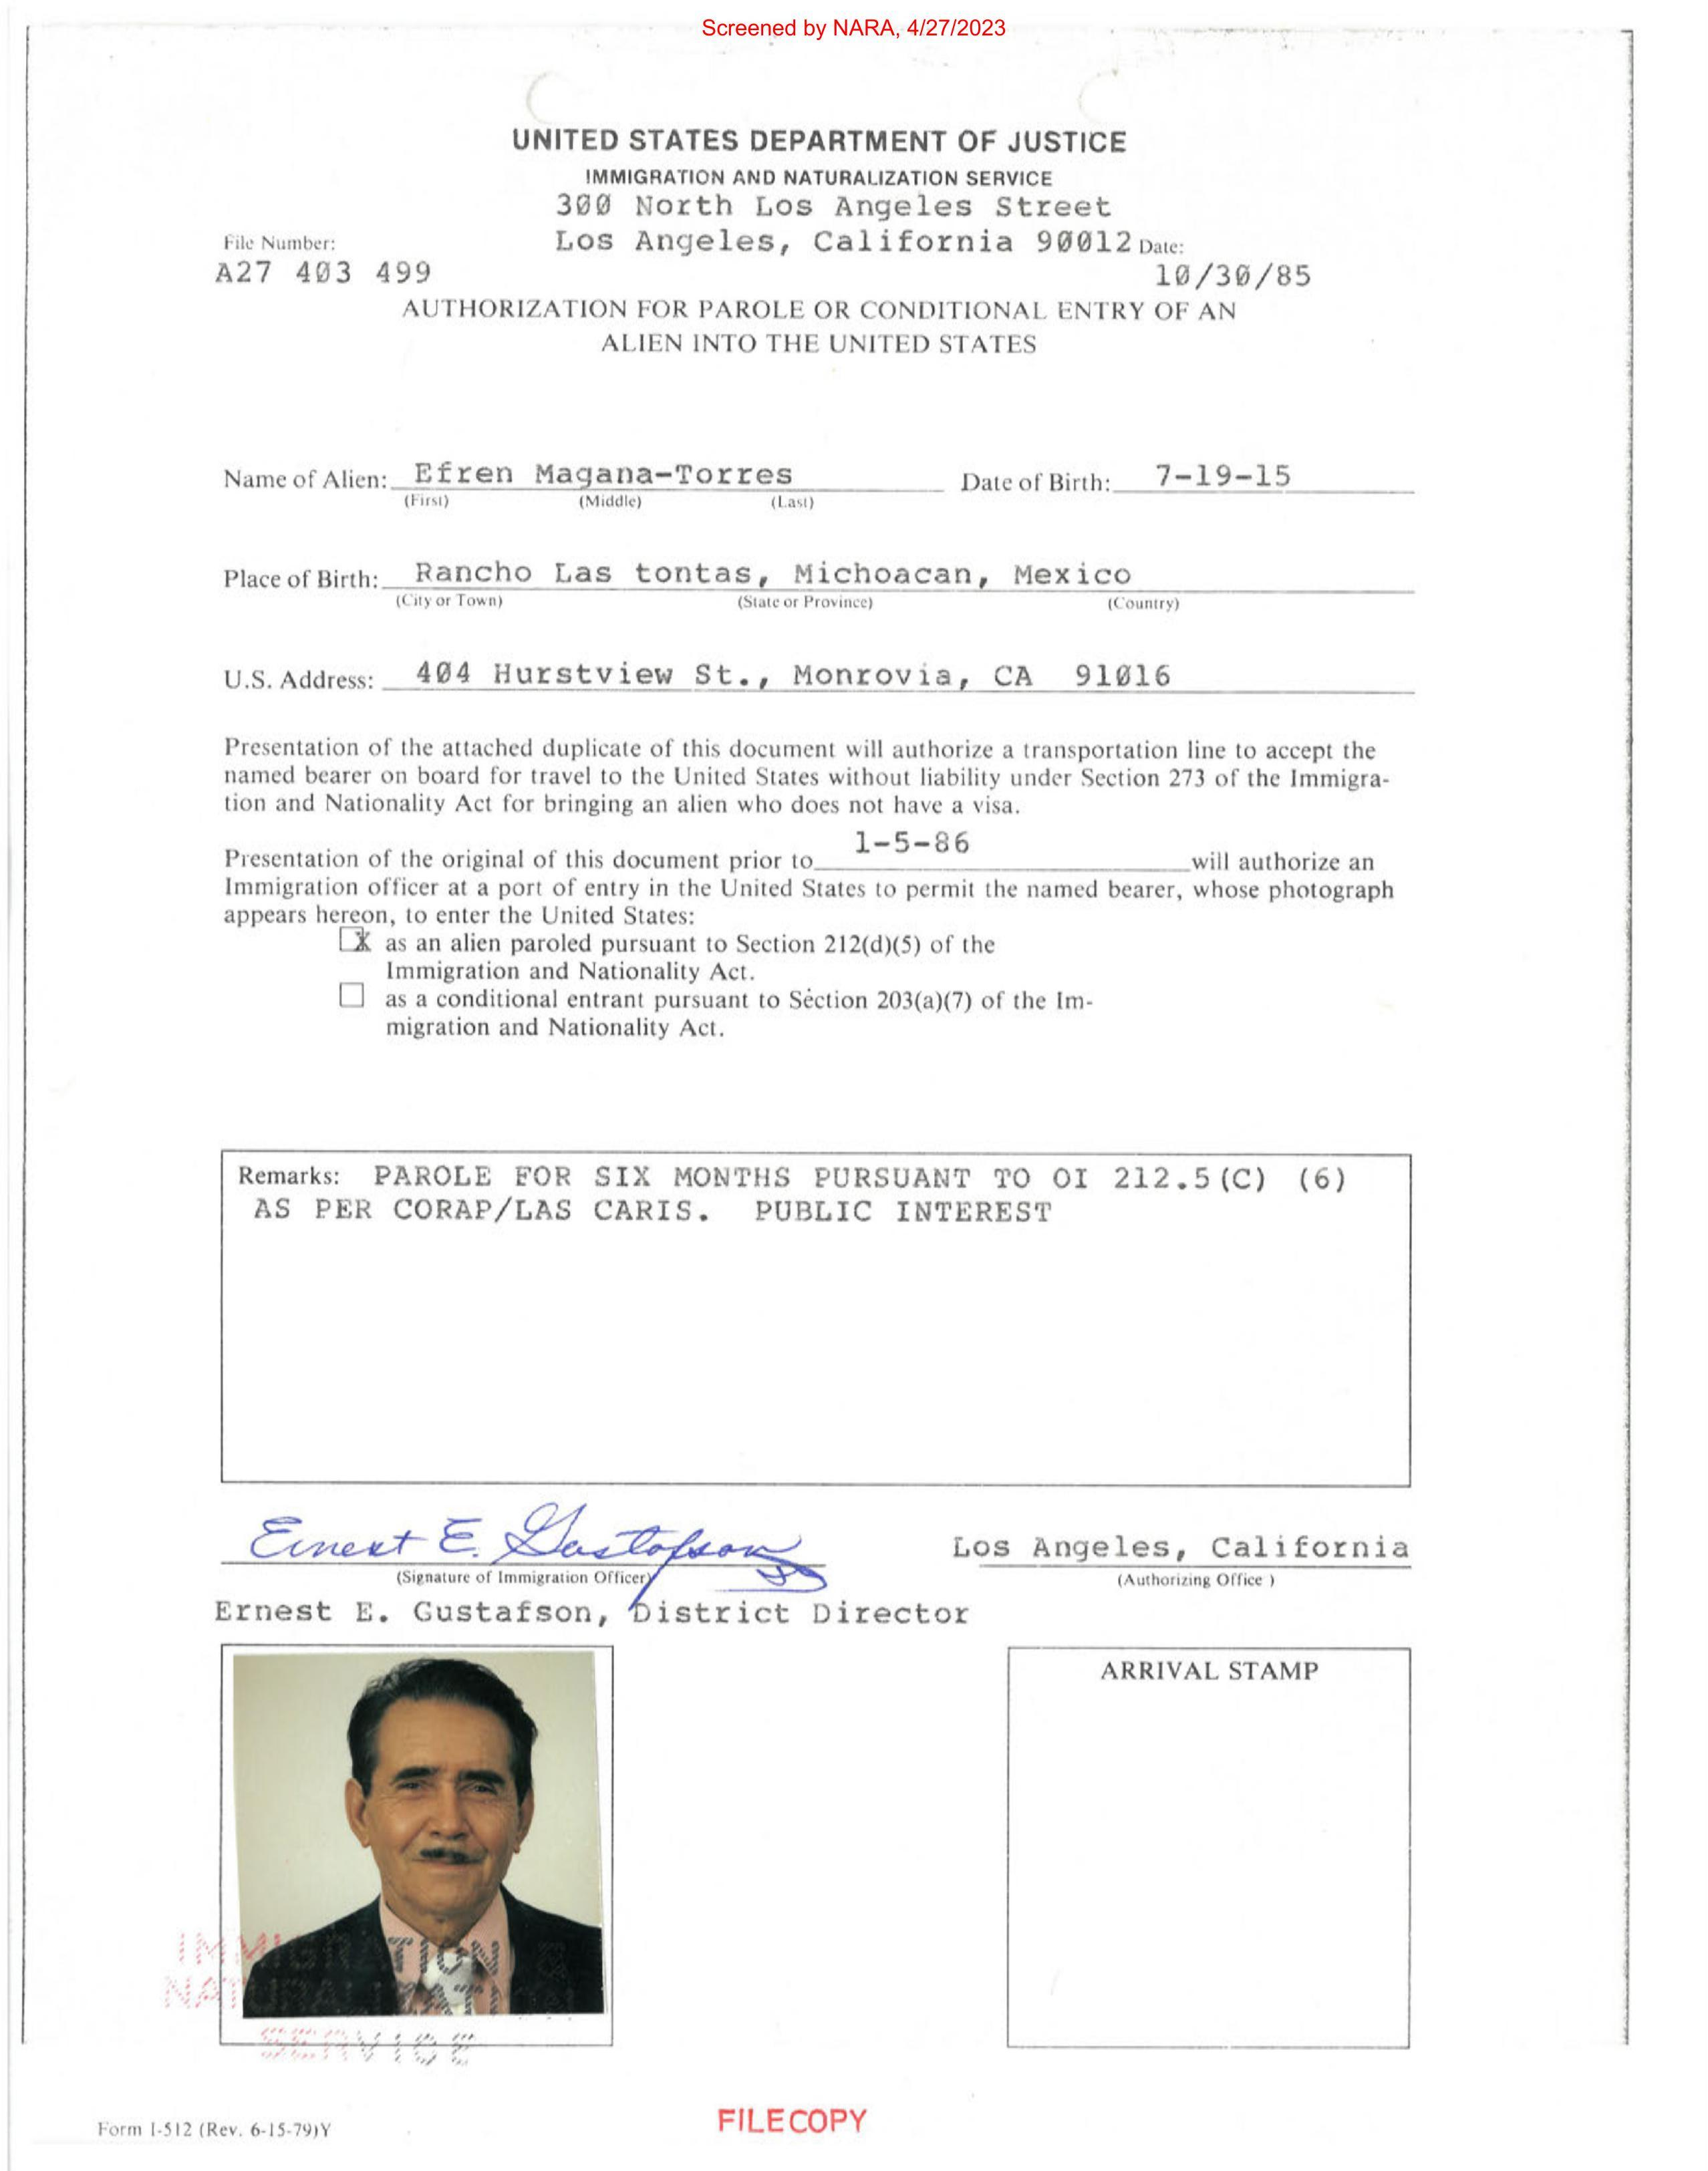 Screened by NARA, 4/27/2023
UNITED STATES DEPARTMENT OF JUSTICE
IMMIGRATION AND NATURALIZATION SERVICE
300 North Los Angeles Street
File Number: Los Angeles, California 90012 Date:
A27 403 499 10/30/85
AUTHORIZATION FOR PAROLE OR CONDITIONAL ENTRY OF AN
ALIEN INTO THE UNITED STATES
Name of Alien: Efren Magana-Torres Date of Birth: 7-19-15
(First) (Middle) (Last)
Place of Birth: Rancho Las tontas, Michoacan, Mexico
(City or Town) (State or Province) (Country)
U.S. Address: 404 Hurstview St., Monrovia, CA 91016
Presentation of the attached duplicate of this document will authorize a transportation line to accept the
named bearer on board for travel to the United States without liability under Section 273 of the Immigra-
tion and Nationality Act for bringing an alien who does not have a visa.
Presentation of the original of this document prior to 1-5-86 will authorize an
Immigration officer at a port of entry in the United States to permit the named bearer, whose photograph
appears hereon, to enter the United States:
x as an alien paroled pursuant to Section 212(d)(5) of the
Immigration and Nationality Act.
as a conditional entrant pursuant to Section 203(a)(7) of the Im-
migration and Nationality Act.
Remarks: PAROLE FOR SIX MONTHS PURSUANT TO OI 212.5(C) (6)
AS PER CORAP/LAS CARIS. PUBLIC INTEREST
Ernest E. Gustafson Los Angeles, California
(Signature of Immigration Officer) (Authorizing Office )
Ernest E. Gustafson, District Director
ARRIVAL STAMP
IMMIGRATION &
NATURALIZATION
SERVICE
FILE COPY
Form I-512 (Rev. 6-15-79)Y